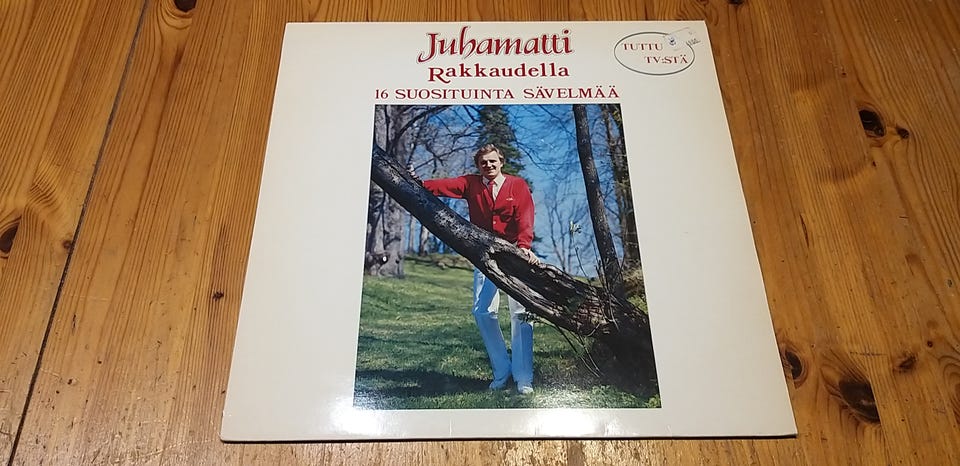 Juhamatti
Rakkaudella
16 SUOSITUINTA SÄVELMÄÄ
TUTTU
TV:STÄ